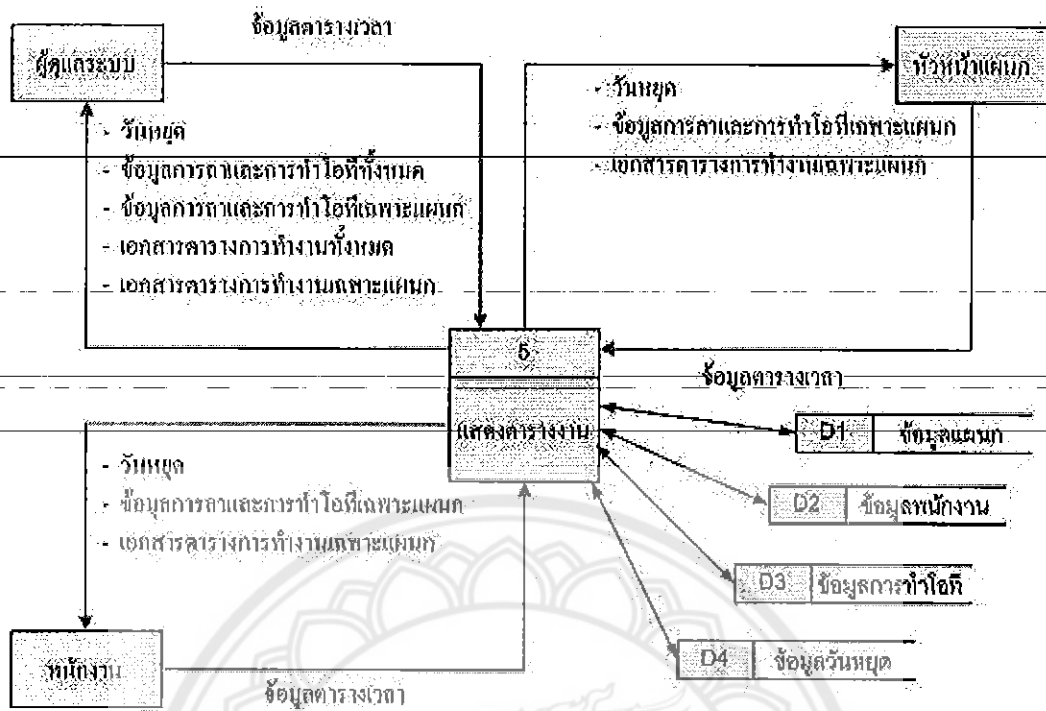 ข้อมูลตารางเวลา
ผู้ดูแลระบบ
หัวหน้าแผนก
- วันหยุด
- ข้อมูลการลาและการทำโอทีทั้งหมด
- ข้อมูลการลาและการทำโอทีเฉพาะแผนก
- เอกสารตารางการทำงานทั้งหมด
- เอกสารตารางการทำงานเฉพาะแผนก
- วันหยุด
- ข้อมูลการลาและการทำโอทีเฉพาะแผนก
- เอกสารตารางการทำงานเฉพาะแผนก
5
แสดงตารางงาน
ข้อมูลตารางเวลา
D1 ข้อมูลแผนก
D2 ข้อมูลพนักงาน
D3 ข้อมูลการทำโอที
D4 ข้อมูลวันหยุด
- วันหยุด
- ข้อมูลการลาและการทำโอทีเฉพาะแผนก
- เอกสารตารางการทำงานเฉพาะแผนก
พนักงาน
ข้อมูลตารางเวลา